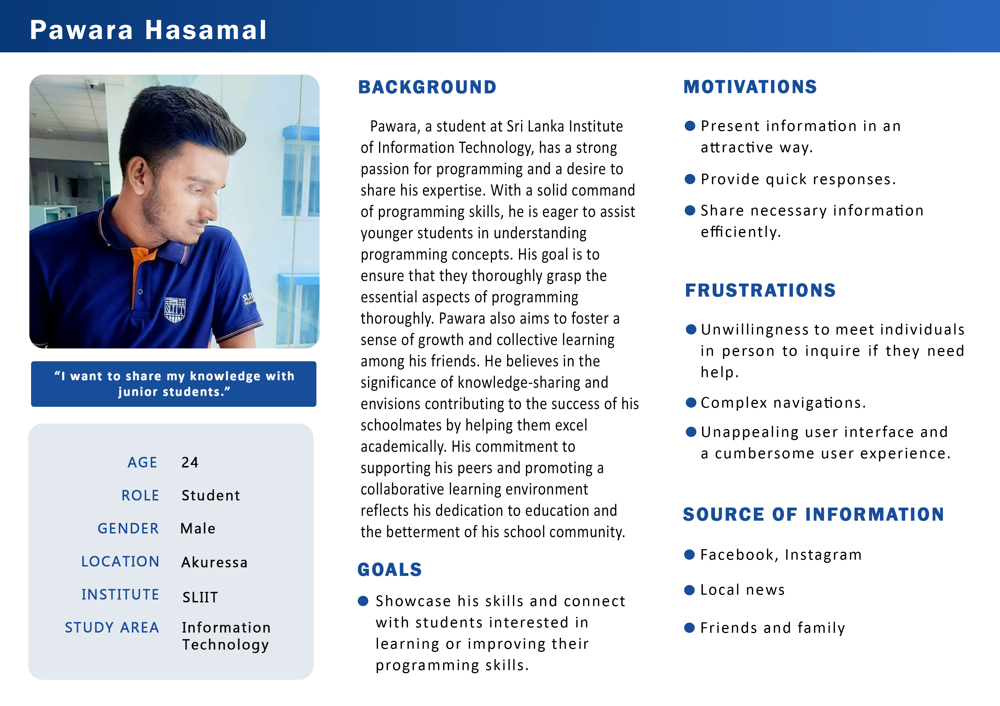 Pawara Hasamal
SLIIT
SLII
“I want to share my knowledge with
junior students.”
AGE 24
ROLE Student
GENDER Male
LOCATION Akuressa
INSTITUTE SLIIT
STUDY AREA Information
Technology
BACKGROUND
Pawara, a student at Sri Lanka Institute
of Information Technology, has a strong
passion for programming and a desire to
share his expertise. With a solid command
of programming skills, he is eager to assist
younger students in understanding
programming concepts. His goal is to
ensure that they thoroughly grasp the
essential aspects of programming
thoroughly. Pawara also aims to foster a
sense of growth and collective learning
among his friends. He believes in the
significance of knowledge-sharing and
envisions contributing to the success of his
schoolmates by helping them excel
academically. His commitment to
supporting his peers and promoting a
collaborative learning environment
reflects his dedication to education and
the betterment of his school community.
GOALS
● Showcase his skills and connect
with students interested in
learning or improving their
programming skills.
MOTIVATIONS
● Present information in an
attractive way.
● Provide quick responses.
● Share necessary information
efficiently.
FRUSTRATIONS
● Unwillingness to meet individuals
in person to inquire if they need
help.
● Complex navigations.
● Unappealing user interface and
a cumbersome user experience.
SOURCE OF INFORMATION
● Facebook, Instagram
● Local news
● Friends and family